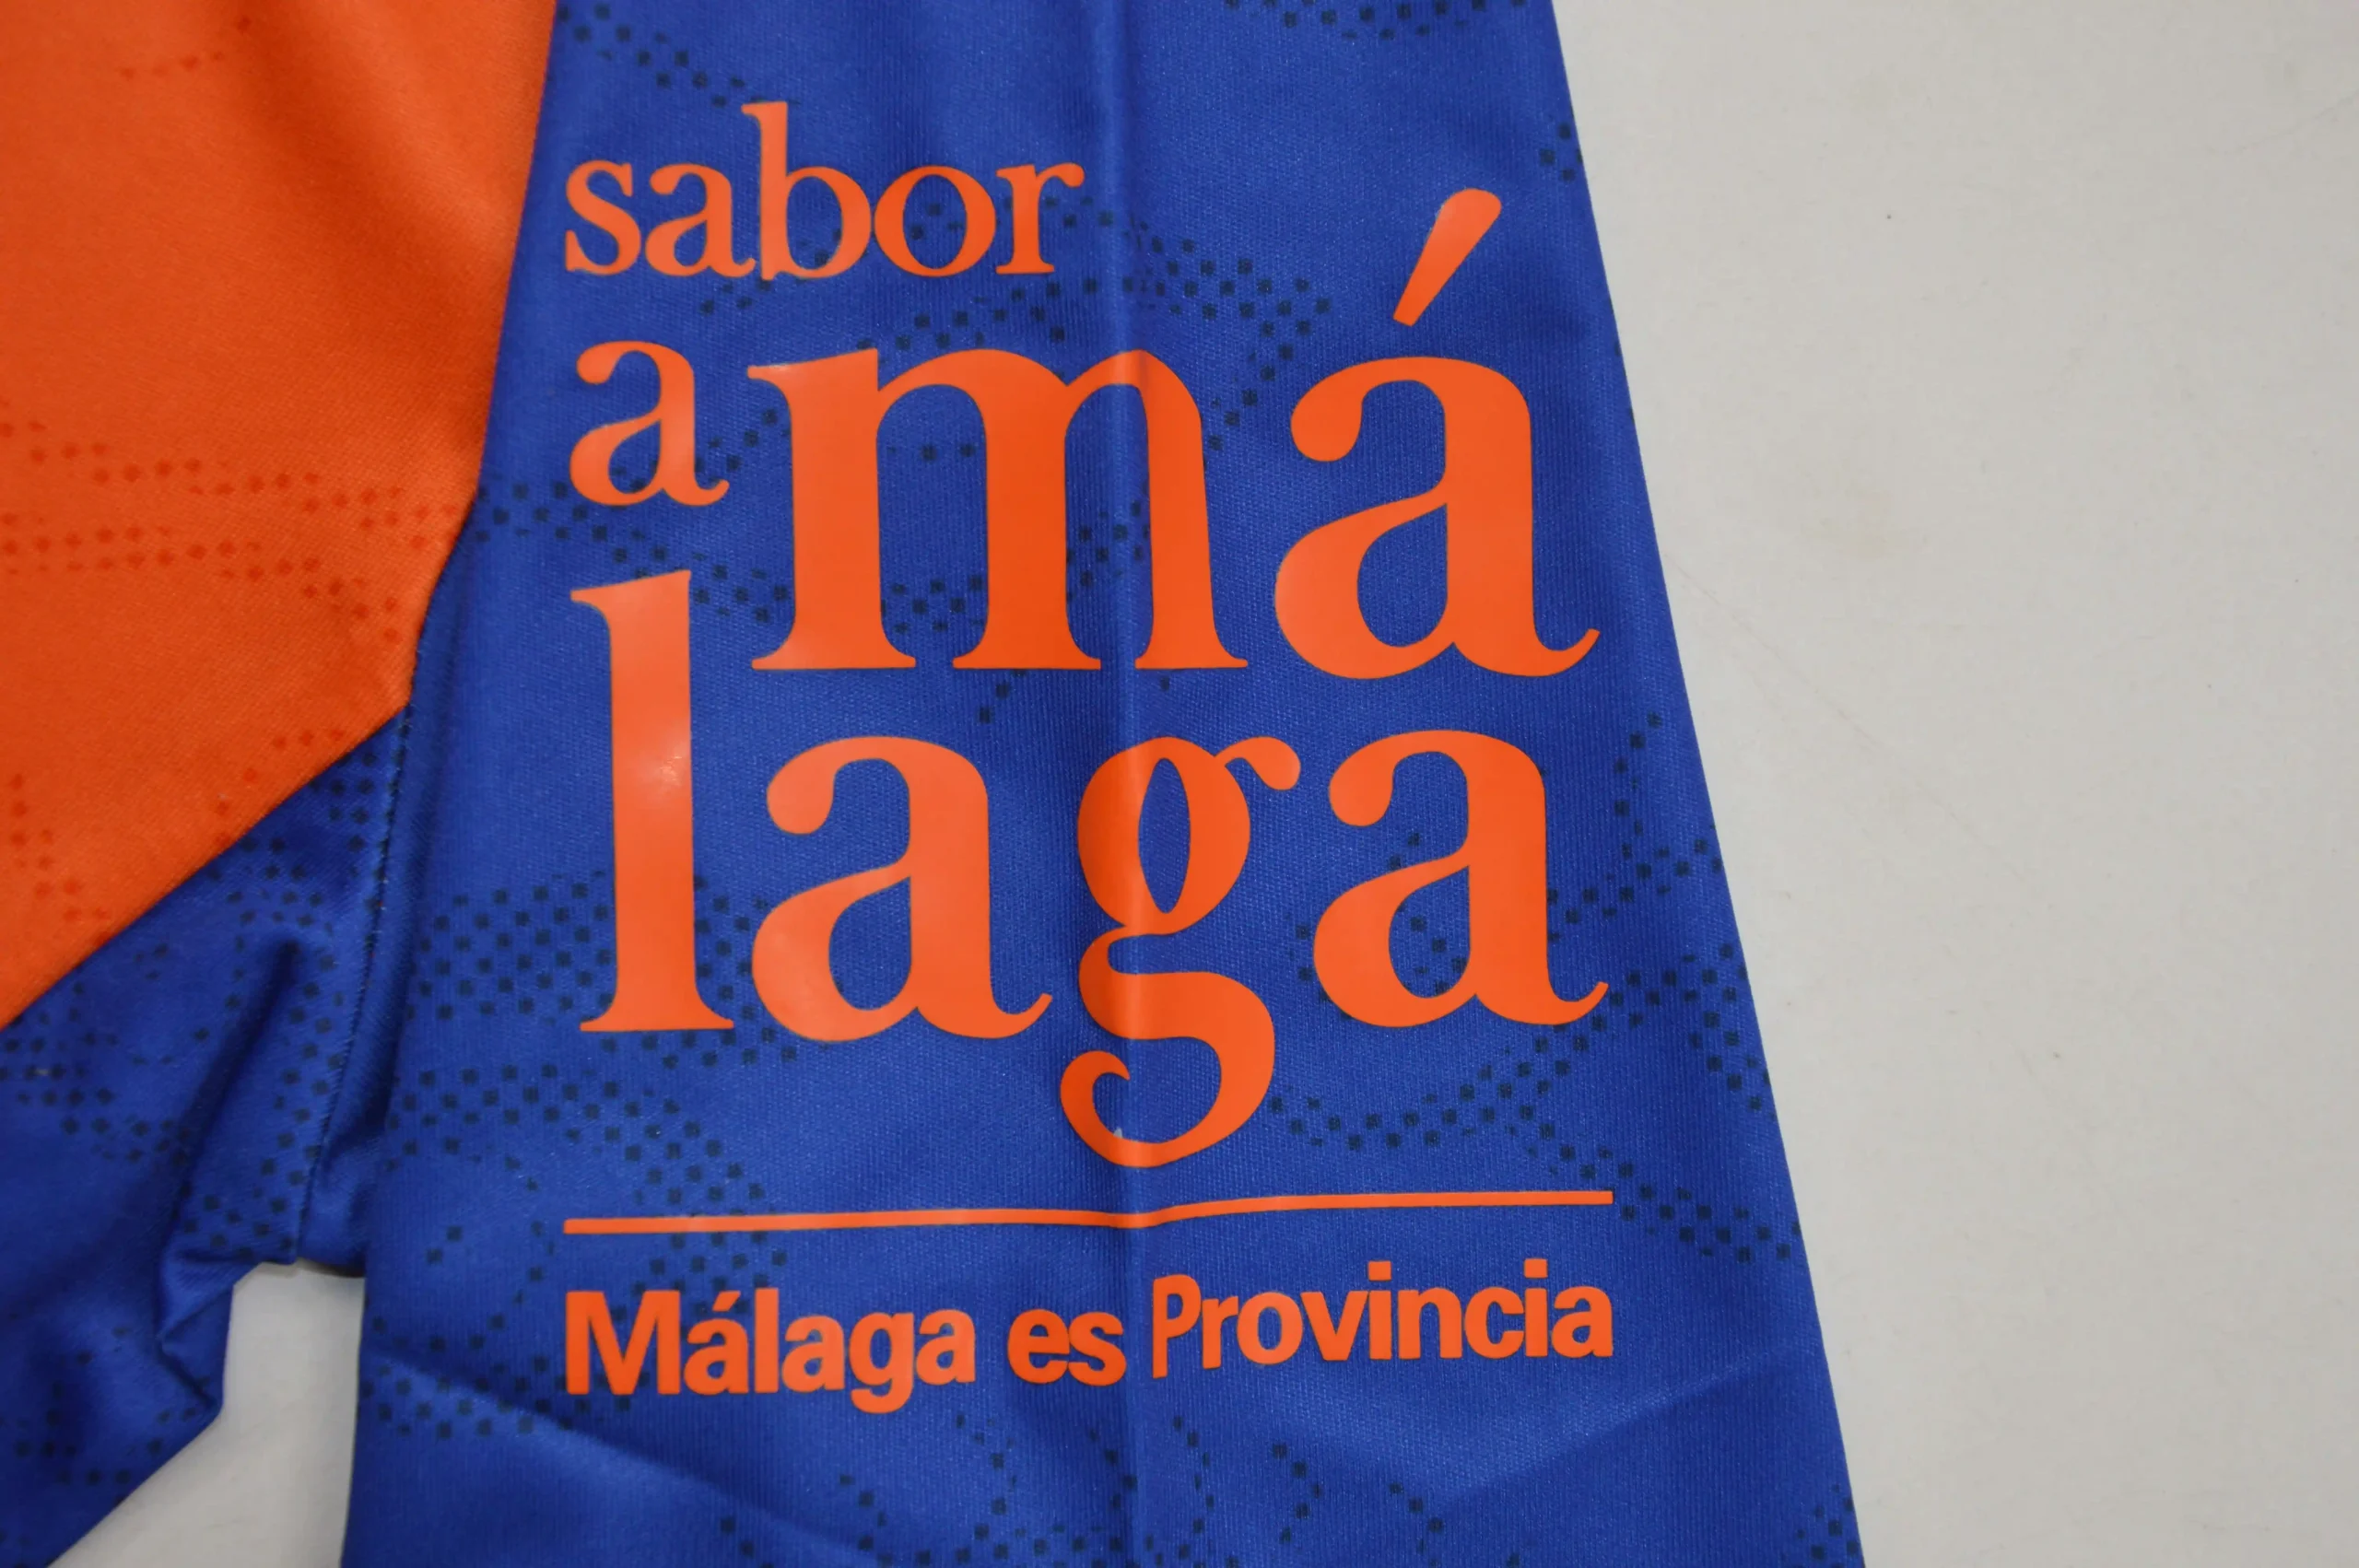 sabor
a má
laga
Málaga es Provincia